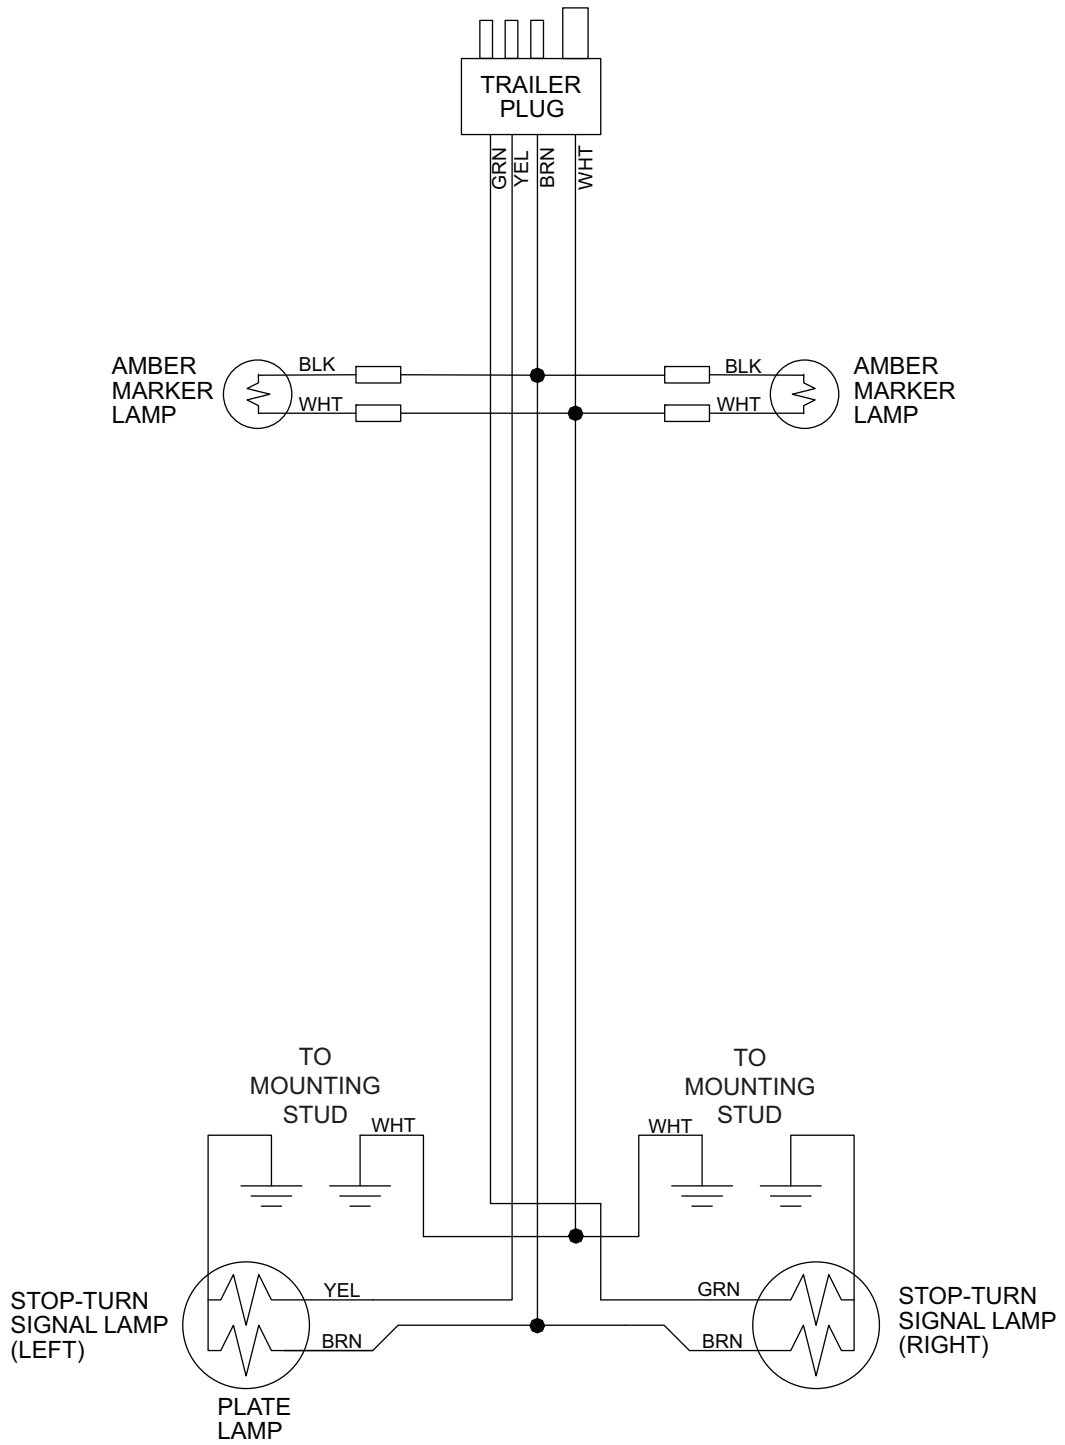 TRAILER
PLUG
GRN
YEL
BRN
WHT
AMBER
MARKER
LAMP
BLK
WHT
BLK
WHT
AMBER
MARKER
LAMP
TO
MOUNTING
STUD
WHT
TO
MOUNTING
STUD
WHT
STOP-TURN
SIGNAL LAMP
(LEFT)
YEL
BRN
PLATE
LAMP
GRN
BRN
STOP-TURN
SIGNAL LAMP
(RIGHT)